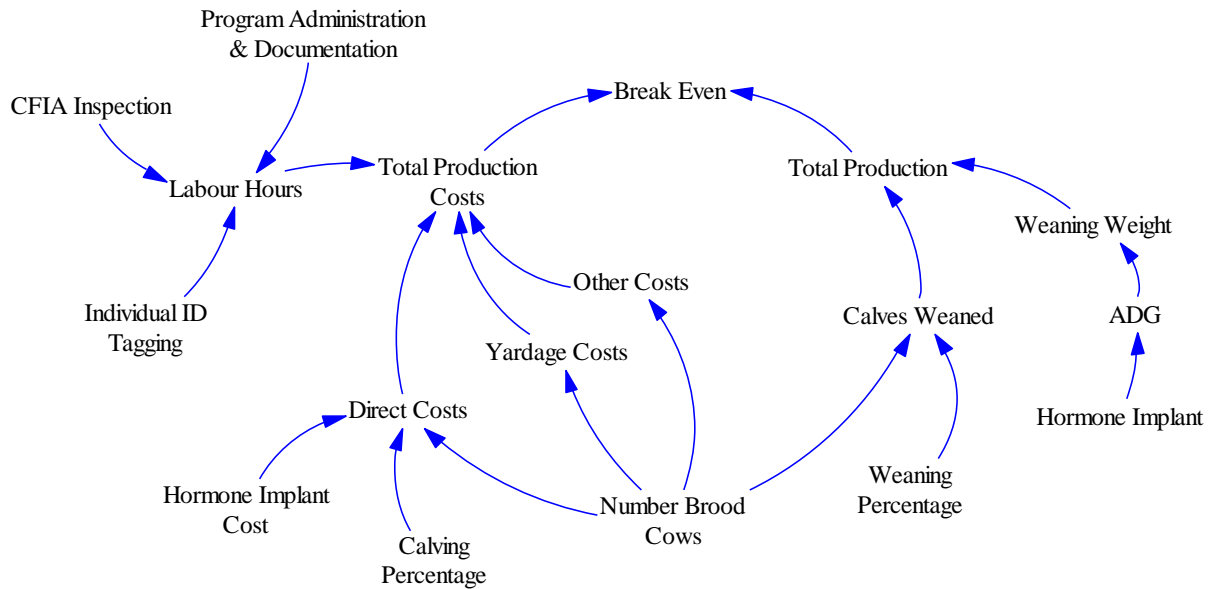 Program Administration
& Documentation
CFIA Inspection
Break Even
Labour Hours
Total Production
Costs
Total Production
Weaning Weight
Individual ID
Tagging
Other Costs
Calves Weaned
ADG
Yardage Costs
Direct Costs
Hormone Implant
Hormone Implant
Cost
Calving
Percentage
Number Brood
Cows
Weaning
Percentage